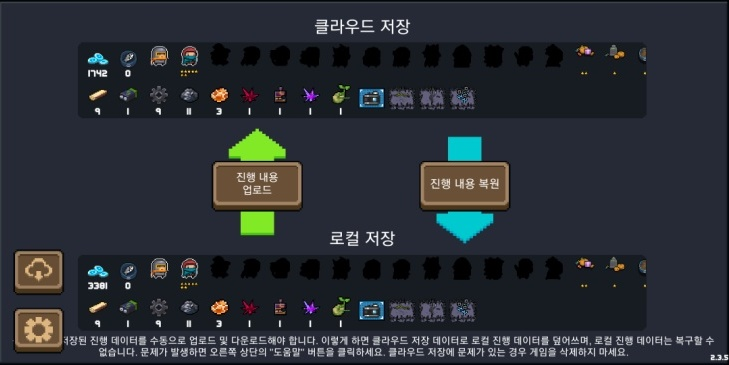 클라우드 저장
1742 0
9 1 9 11 3 1 1 1 1
진행 내용
업로드
진행 내용 복원
로컬 저장
3381 0
9 1 9 11 3 1 1 1 1
저장된 진행 데이터를 수동으로 업로드 및 다운로드해야 합니다. 이렇게 하면 클라우드 저장 데이터로 로컬 진행 데이터를 덮어쓰며, 로컬 진행 데이터는 복구할 수
없습니다. 문제가 발생하면 오른쪽 상단의 "도움말" 버튼을 클릭하세요. 클라우드 저장에 문제가 있는 경우 게임을 삭제하지 마세요.
2.3.5